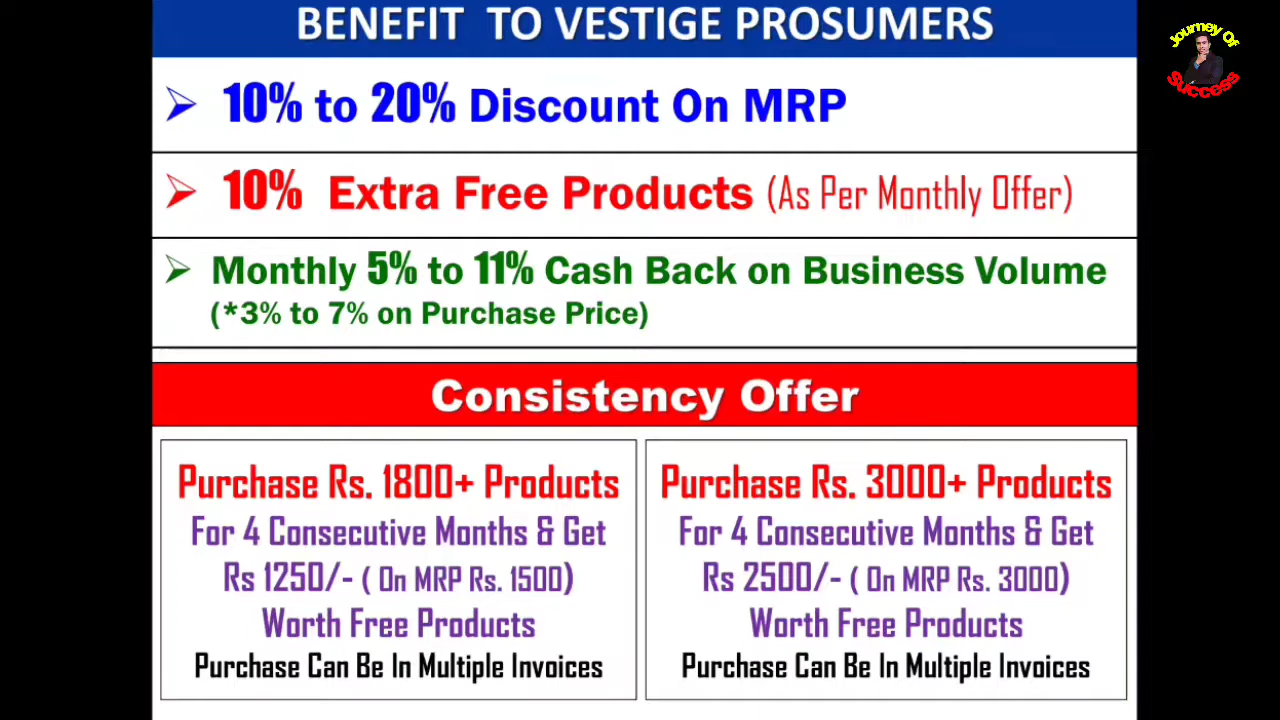 BENEFIT TO VESTIGE PROSUMERS
Journey Of
Success
10% to 20% Discount On MRP
10% Extra Free Products (As Per Monthly Offer)
Monthly 5% to 11% Cash Back on Business Volume
(*3% to 7% on Purchase Price)
Consistency Offer
Purchase Rs. 1800+ Products
For 4 Consecutive Months & Get
Rs 1250/- ( On MRP Rs. 1500)
Worth Free Products
Purchase Can Be In Multiple Invoices
Purchase Rs. 3000+ Products
For 4 Consecutive Months & Get
Rs 2500/- ( On MRP Rs. 3000)
Worth Free Products
Purchase Can Be In Multiple Invoices